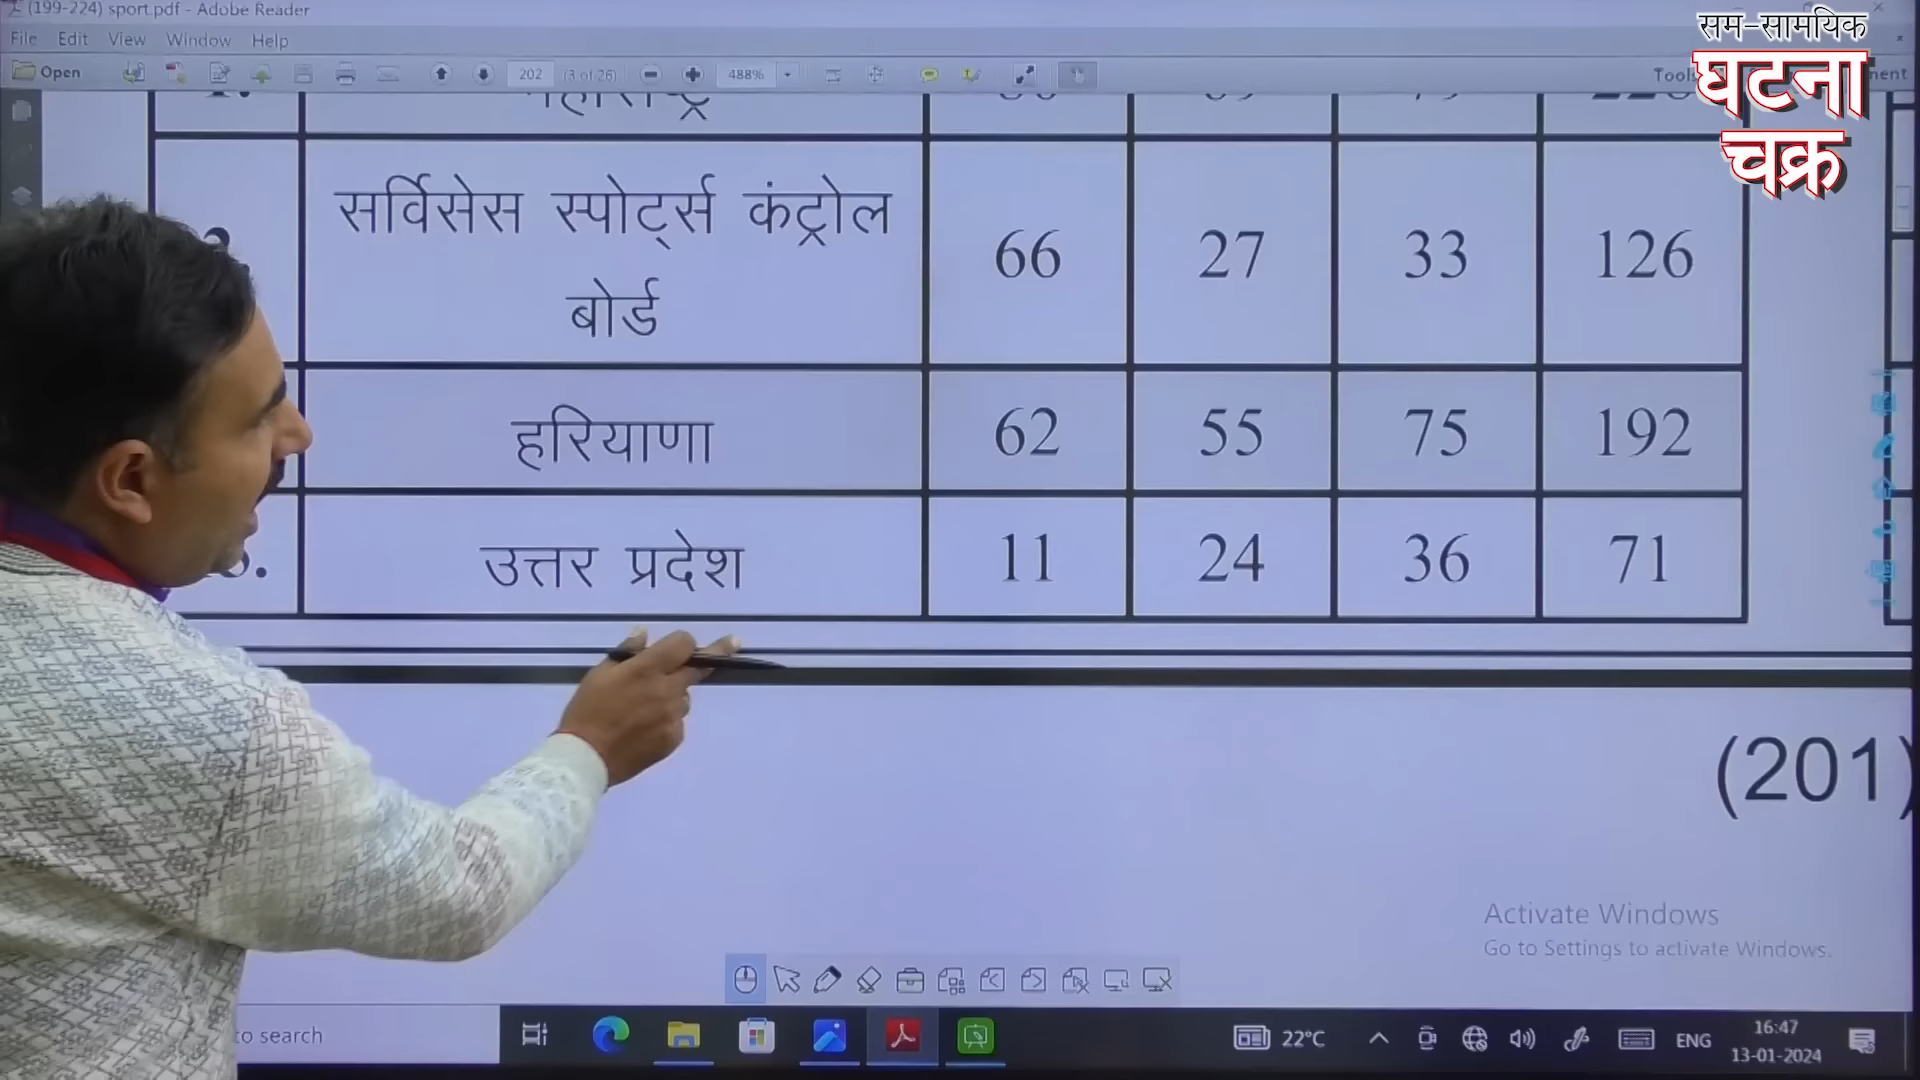 (199-224) sport.pdf - Adobe Reader
सम-सामयिक
घटना
चक्र
File Edit View Window Help
Open 202 (3 of 26) 488% Tools
महाराष्ट्र
सर्विसेस स्पोर्ट्स कंट्रोल
बोर्ड 66 27 33 126
हरियाणा 62 55 75 192
उत्तर प्रदेश 11 24 36 71
(201)
Activate Windows
Go to Settings to activate Windows.
to search
22°C ENG 16:47
13-01-2024